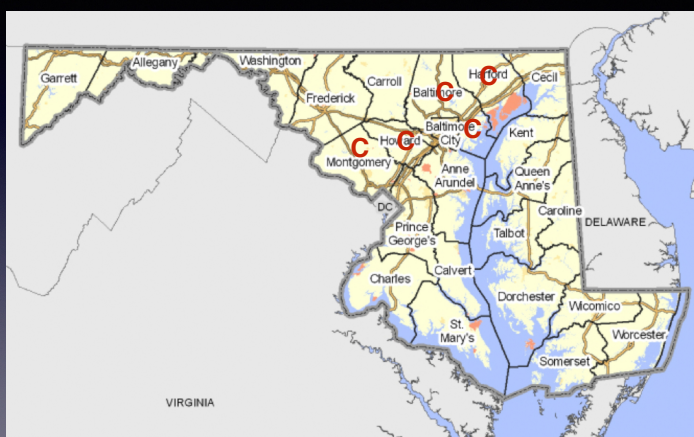 Garrett
Allegany
Washington
Frederick
Carroll
Baltimore
C
Harford
C
Cecil
Baltimore
City
C
Howard
C
Montgomery
C
Kent
Anne
Arundel
Queen
Anne's
DC
Prince
George's
Caroline
DELAWARE
Talbot
Charles
Calvert
Dorchester
Wicomico
St.
Mary's
Worcester
Somerset
VIRGINIA